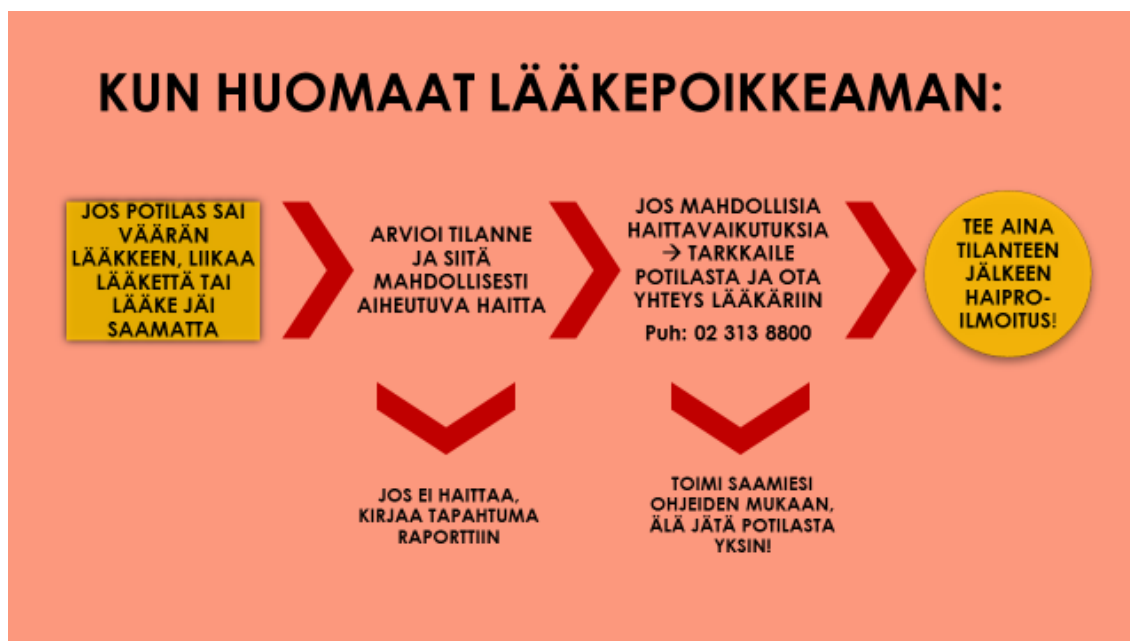 KUN HUOMAAT LÄÄKEPOIKKEAMAN:
JOS POTILAS SAI
VÄÄRÄN
LÄÄKKEEN, LIIKAA
LÄÄKETTÄ TAI
LÄÄKE JÄI
SAAMATTA
ARVIOI TILANNE
JA SIITÄ
MAHDOLLISESTI
AIHEUTUVA HAITTA
JOS MAHDOLLISIA
HAITTAVAIKUTUKSIA
→ TARKKAILE
POTILASTA JA OTA
YHTEYS LÄÄKÄRIIN
Puh: 02 313 8800
TEE AINA
TILANTEEN
JÄLKEEN
HAIPRO-
ILMOITUS!
JOS EI HAITTAA,
KIRJAA TAPAHTUMA
RAPORTTIIN
TOIMI SAAMIESI
OHJEIDEN MUKAAN,
ÄLÄ JÄTÄ POTILASTA
YKSIN!